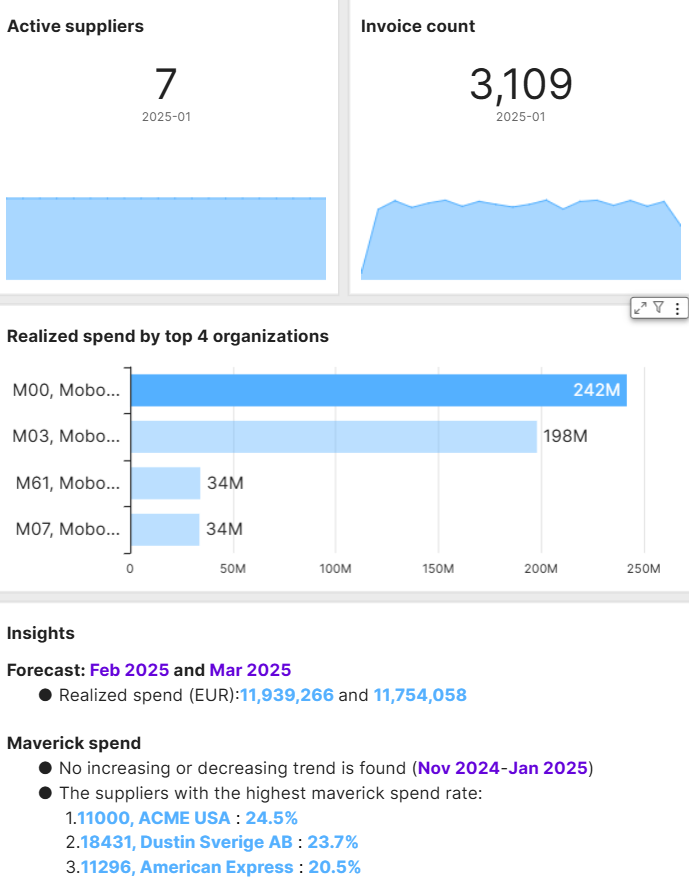 Active suppliers
7
2025-01
Invoice count
3,109
2025-01
Realized spend by top 4 organizations
M00, Mobo...
242M
M03, Mobo...
198M
M61, Mobo...
34M
M07, Mobo...
34M
0 50M 100M 150M 200M 250M
Insights
Forecast: Feb 2025 and Mar 2025
● Realized spend (EUR):11,939,266 and 11,754,058
Maverick spend
● No increasing or decreasing trend is found (Nov 2024-Jan 2025)
● The suppliers with the highest maverick spend rate:
1.11000, ACME USA : 24.5%
2.18431, Dustin Sverige AB : 23.7%
3.11296, American Express : 20.5%